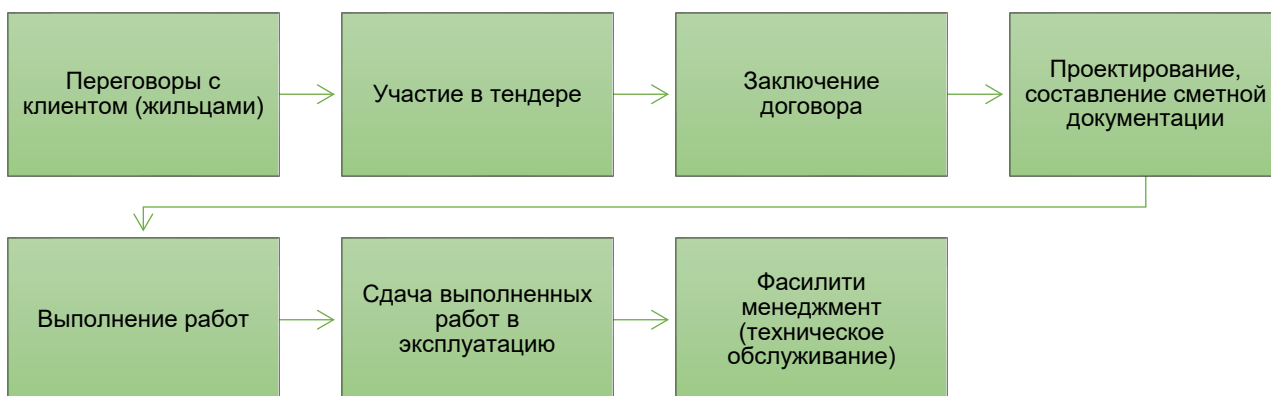 Переговоры с
клиентом (жильцами)
Участие в тендере
Заключение
договора
Проектирование,
составление сметной
документации
Выполнение работ
Сдача выполненных
работ в
эксплуатацию
Фасилити
менеджмент
(техническое
обслуживание)